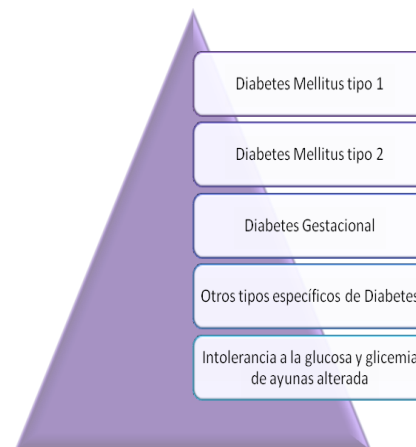 Diabetes Mellitus tipo 1
Diabetes Mellitus tipo 2
Diabetes Gestacional
Otros tipos específicos de Diabetes
Intolerancia a la glucosa y glicemia
de ayunas alterada